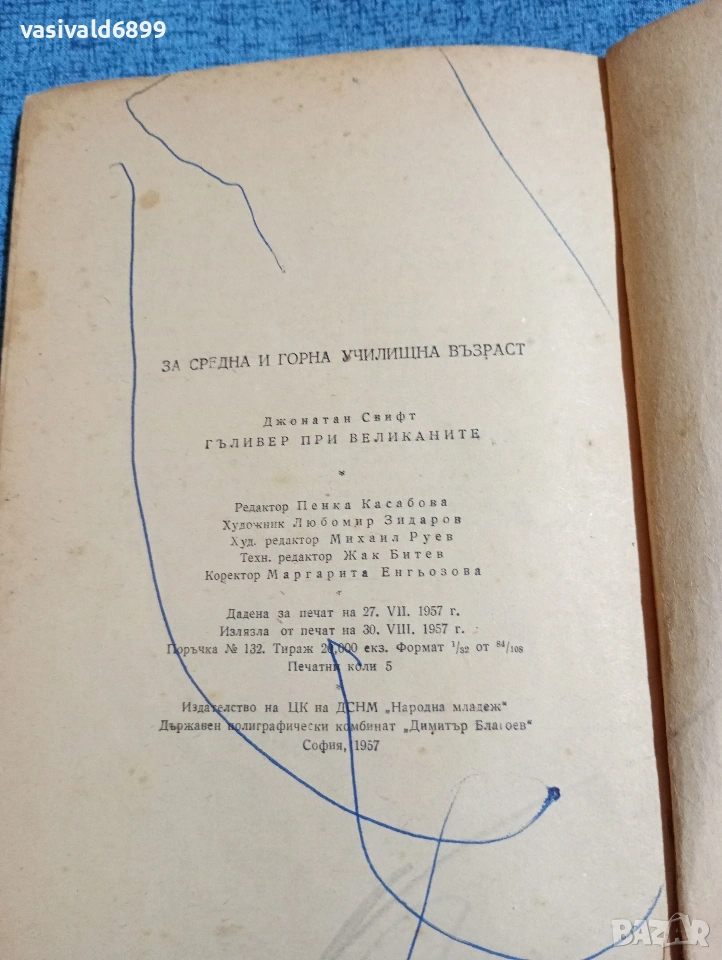 vasivald6899
ЗА СРЕДНА И ГОРНА УЧИЛИЩНА ВЪЗРАСТ
Джонатан Свифт
ГЪЛИВЕР ПРИ ВЕЛИКАНИТЕ
*
Редактор Пенка Касабова
Художник Любомир Зидаров
Худ. редактор Михаил Руев
Техн. редактор Жак Битев
Коректор Маргарита Енгьозова
*
Дадена за печат на 27. VII. 1957 г.
Излязла от печат на 30. VIII. 1957 г.
Поръчка № 132. Тираж 20,000 екз. Формат 1/32 от 84/108
Печатни коли 5
*
Издателство на ЦК на ДСНМ „Народна младеж“
Държавен полиграфически комбинат „Димитър Благоев“
София, 1957
BAZAR